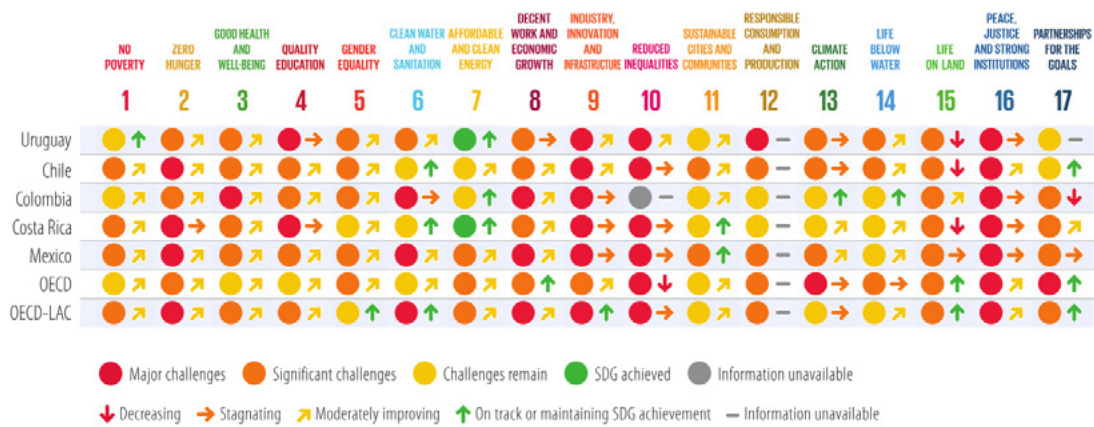 NO
POVERTY
ZERO
HUNGER
GOOD HEALTH
AND
WELL-BEING
QUALITY
EDUCATION
GENDER
EQUALITY
CLEAN WATER
AND
SANITATION
AFFORDABLE
AND CLEAN
ENERGY
DECENT
WORK AND
ECONOMIC
GROWTH
INDUSTRY,
INNOVATION
AND
INFRASTRUCTURE
REDUCED
INEQUALITIES
SUSTAINABLE
CITIES AND
COMMUNITIES
RESPONSIBLE
CONSUMPTION
AND
PRODUCTION
CLIMATE
ACTION
LIFE
BELOW
WATER
LIFE
ON LAND
PEACE,
JUSTICE
AND STRONG
INSTITUTIONS
PARTNERSHIPS
FOR THE
GOALS
1 2 3 4 5 6 7 8 9 10 11 12 13 14 15 16 17
Uruguay
Chile
Colombia
Costa Rica
Mexico
OECD
OECD-LAC
Major challenges Significant challenges Challenges remain SDG achieved Information unavailable
Decreasing Stagnating Moderately improving On track or maintaining SDG achievement Information unavailable